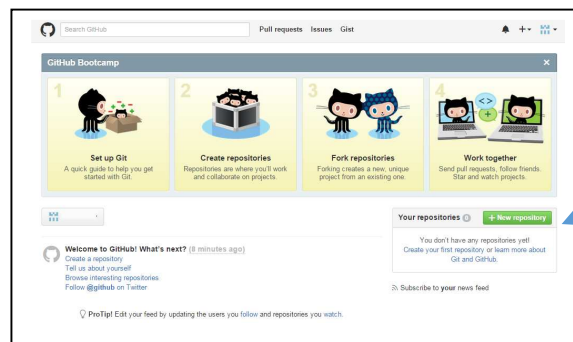 Search GitHub
Pull requests Issues Gist
GitHub Bootcamp
1
Set up Git
A quick guide to help you get
started with Git.
2
Create repositories
Repositories are where you'll work
and collaborate on projects.
3
Fork repositories
Forking creates a new, unique
project from an existing one.
4
Work together
Send pull requests, follow friends.
Star and watch projects.
Your repositories 0
+ New repository
You don't have any repositories yet!
Create your first repository or learn more about
Git and GitHub.
Subscribe to your news feed
Welcome to GitHub! What's next? (8 minutes ago)
Create a repository
Tell us about yourself
Browse interesting repositories
Follow @github on Twitter
ProTip! Edit your feed by updating the users you follow and repositories you watch.